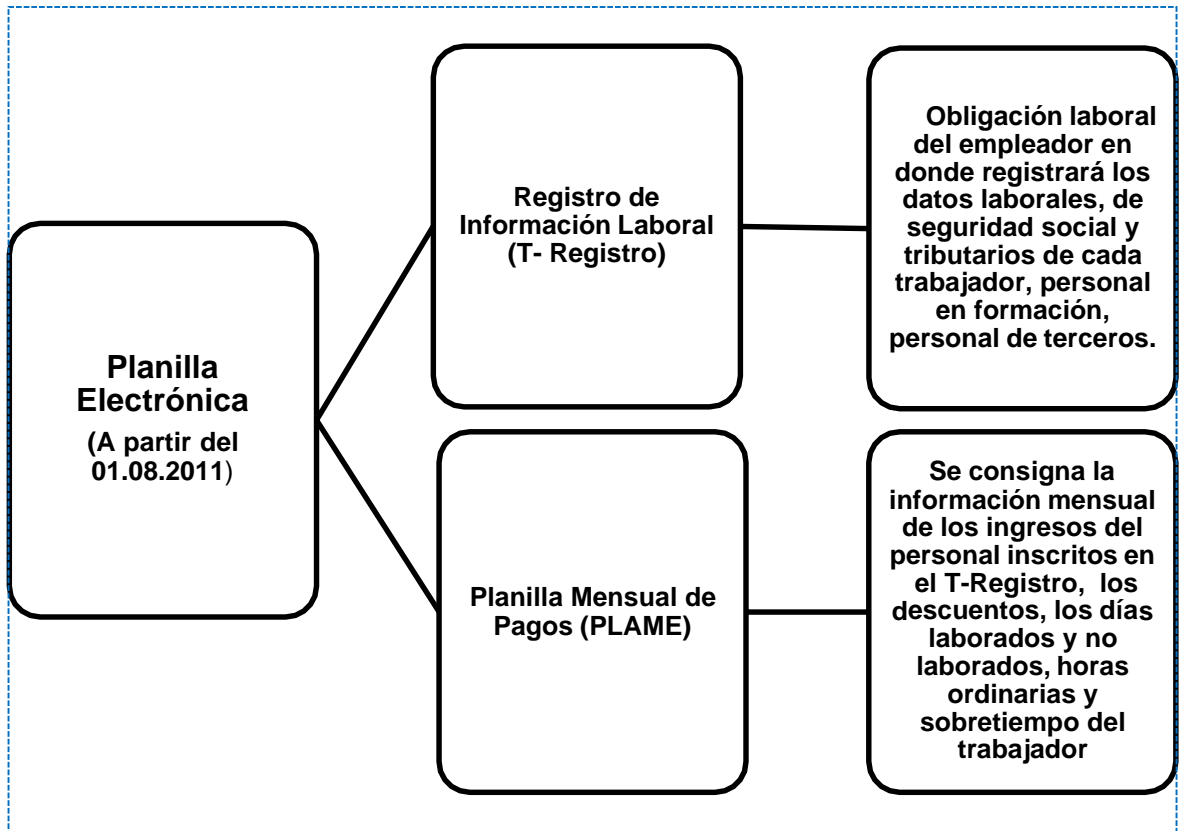 Planilla
Electrónica
(A partir del
01.08.2011)
Registro de
Información Laboral
(T- Registro)
Obligación laboral
del empleador en
donde registrará los
datos laborales, de
seguridad social y
tributarios de cada
trabajador, personal
en formación,
personal de terceros.
Planilla Mensual de
Pagos (PLAME)
Se consigna la
información mensual
de los ingresos del
personal inscritos en
el T-Registro, los
descuentos, los días
laborados y no
laborados, horas
ordinarias y
sobretiempo del
trabajador